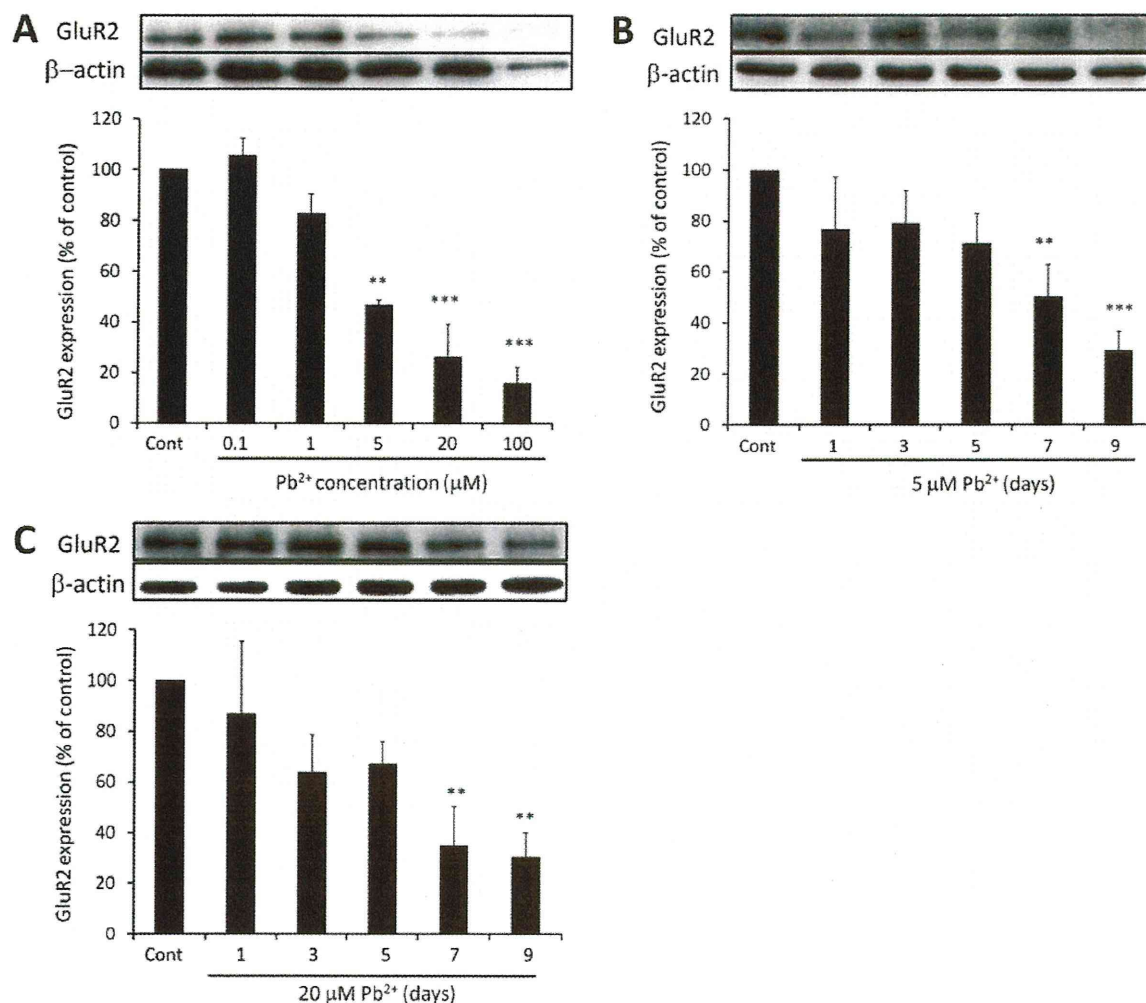 A
GluR2
β-actin
120
100
80
60
40
20
0
GluR2 expression (% of control)
**
***
***
Cont
0.1
1
5
20
100
Pb²⁺ concentration (μM)
B
GluR2
β-actin
120
100
80
60
40
20
0
GluR2 expression (% of control)
**
***
Cont
1
3
5
7
9
5 μM Pb²⁺ (days)
C
GluR2
β-actin
120
100
80
60
40
20
0
GluR2 expression (% of control)
**
**
Cont
1
3
5
7
9
20 μM Pb²⁺ (days)